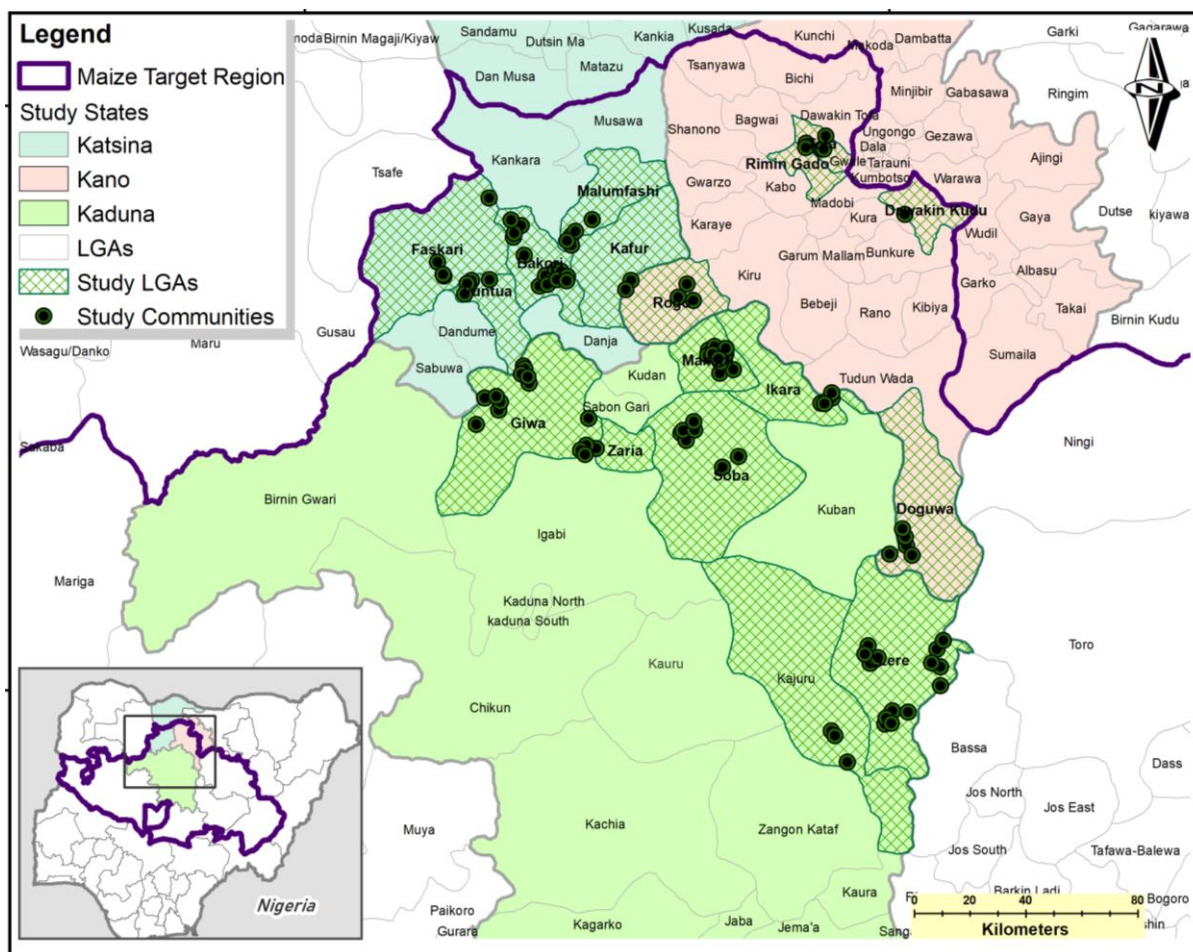 Legend
Maize Target Region
Study States
Katsina
Kano
Kaduna
LGAs
Study LGAs
Study Communities
Birnin Magaji/Kiyaw
Sandamu
Kusada
Kunchi
Dambatta
Gagarawa
Dutsin Ma
Kankia
Makoda
Garki
Dan Musa
Matazu
Tsanyawa
Bichi
Minjibir
Gabasawa
Ringim
Musawa
Shanono
Bagwai
Dawakin Tofa
Ungongo
Gezawa
Dala
Ajingi
Tsafe
Kankara
Rimin Gado
Gwale
Tarauni
Kumbotso
Warawa
Malumfashi
Gwarzo
Kabo
Madobi
Dawakin Kudu
Dutse
kiyawa
Karaye
Kura
Gaya
Faskari
Kafur
Wudil
Bakori
Garum Mallam
Bunkure
Kiru
Albasu
Garko
Bebeji
Rano
Kibiya
Takai
Birnin Kudu
Gusau
Dandume
Danja
Wasagu/Danko
Maru
Sabuwa
Kudan
Ikara
Tudun Wada
Sumaila
Sabon Gari
Giwa
Zaria
Soba
Ningi
Sakaba
Birnin Gwari
Igabi
Kuban
Doguwa
Mariga
Kaduna North
kaduna South
Kauru
Kajuru
Toro
Chikun
Bassa
Dass
Jos North
Jos East
Muya
Kachia
Zangon Kataf
Jos South
Tafawa-Balewa
Kaura
Barkin Ladi
Bogoro
Paikoro
Gurara
Kagarko
Jaba
Jema'a
Nigeria
0 20 40 60 80
Kilometers
N